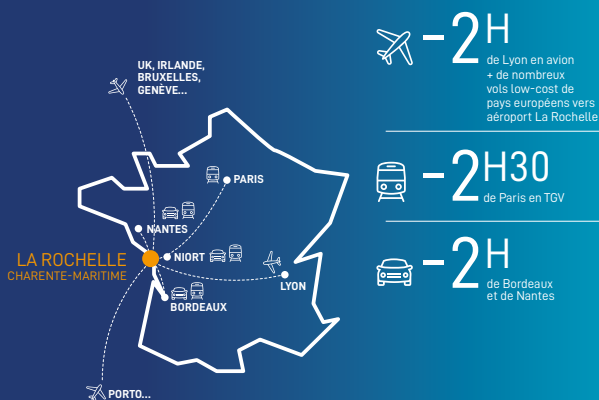 UK, IRLANDE,
BRUXELLES,
GENÈVE...
PARIS
NANTES
LA ROCHELLE
CHARENTE-MARITIME
NIORT
LYON
BORDEAUX
PORTO...
-2H
de Lyon en avion
+ de nombreux
vols low-cost de
pays européens vers
aéroport La Rochelle
-2H30
de Paris en TGV
-2H
de Bordeaux
et de Nantes